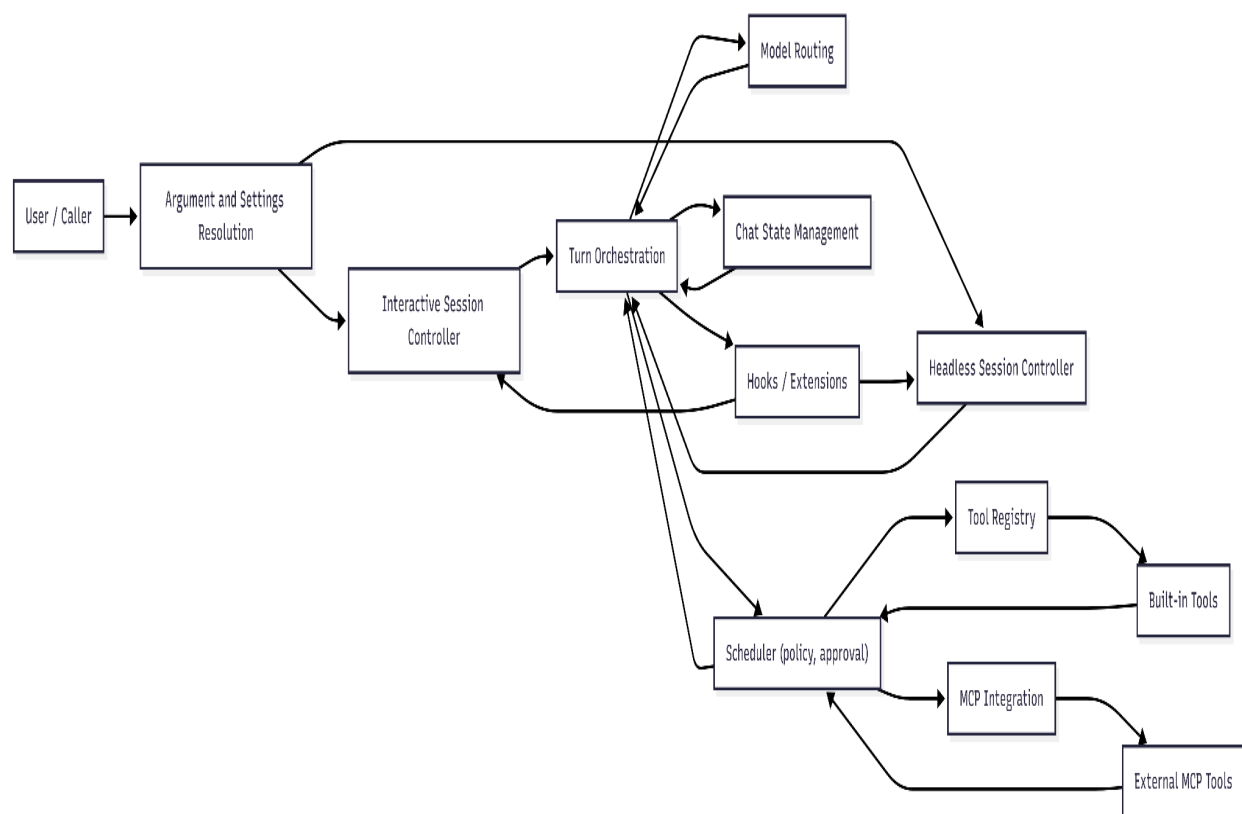 Model Routing
User / Caller
Argument and Settings
Resolution
Chat State Management
Turn Orchestration
Interactive Session
Controller
Headless Session Controller
Hooks / Extensions
Tool Registry
Built-in Tools
Scheduler (policy, approval)
MCP Integration
External MCP Tools